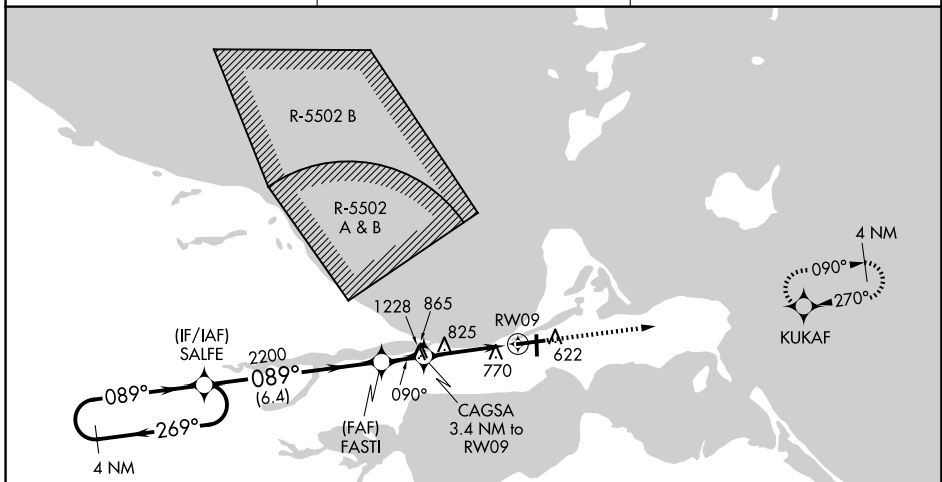 R-5502 B
R-5502
A & B
4 NM
090°
270°
KUKAF
1228
865
825
RW09
622
770
(IF/IAF)
SALFE
2200
089°
(6.4)
089°
269°
4 NM
090°
(FAF)
FASTI
CAGSA
3.4 NM to
RW09